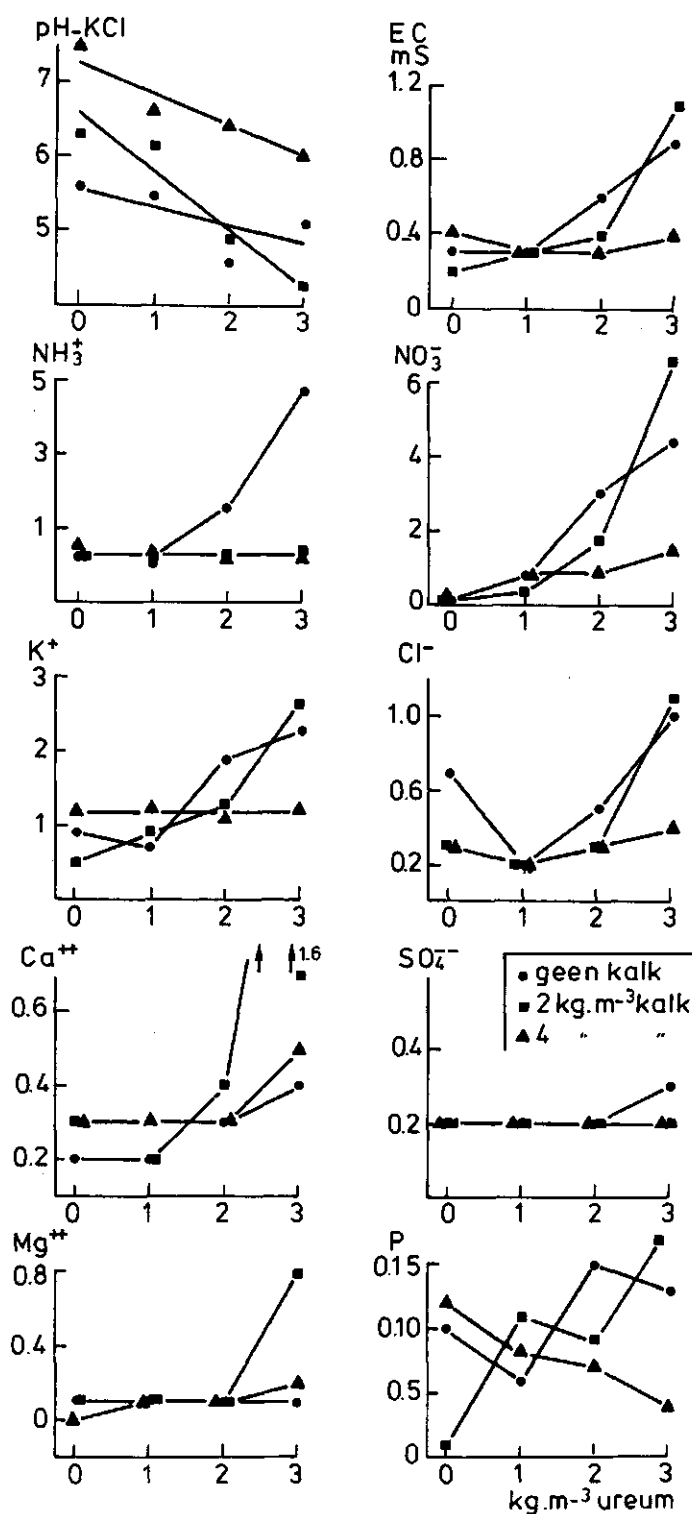 pH-KCl
7
6
5
0 1 2 3
EC
mS
1.2
0.8
0.4
0
0 1 2 3
NH₃⁺
5
3
1
0 1 2 3
NO₃⁻
6
4
2
0
0 1 2 3
K⁺
3
2
1
0 1 2 3
Cl⁻
1.0
0.6
0.2
0 1 2 3
Ca⁺⁺
1.6
0.6
0.4
0.2
0 1 2 3
SO₄⁻⁻
● geen kalk
■ 2 kg.m⁻³ kalk
▲ 4 " "
0.4
0.2
0 1 2 3
Mg⁺⁺
0.8
0.4
0
0 1 2 3
P
0.15
0.10
0.5
0
0 1 2 3
kg.m⁻³ ureum